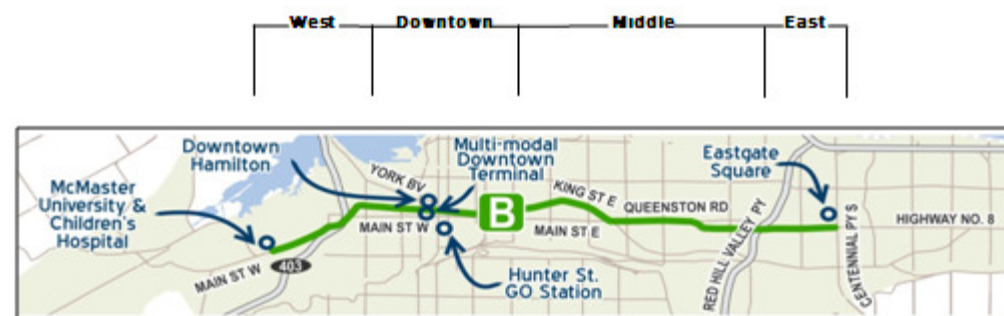 West
Downtown
Middle
East
Downtown
Hamilton
Multi-modal
Downtown
Terminal
Eastgate
Square
McMaster
University &
Children's
Hospital
YORK BV
KING ST E
QUEENSTON RD
B
MAIN ST W
MAIN ST E
HIGHWAY NO. 8
MAIN ST W
403
Hunter St.
GO Station
RED HILL VALLEY PY
CENTENNIAL PY S